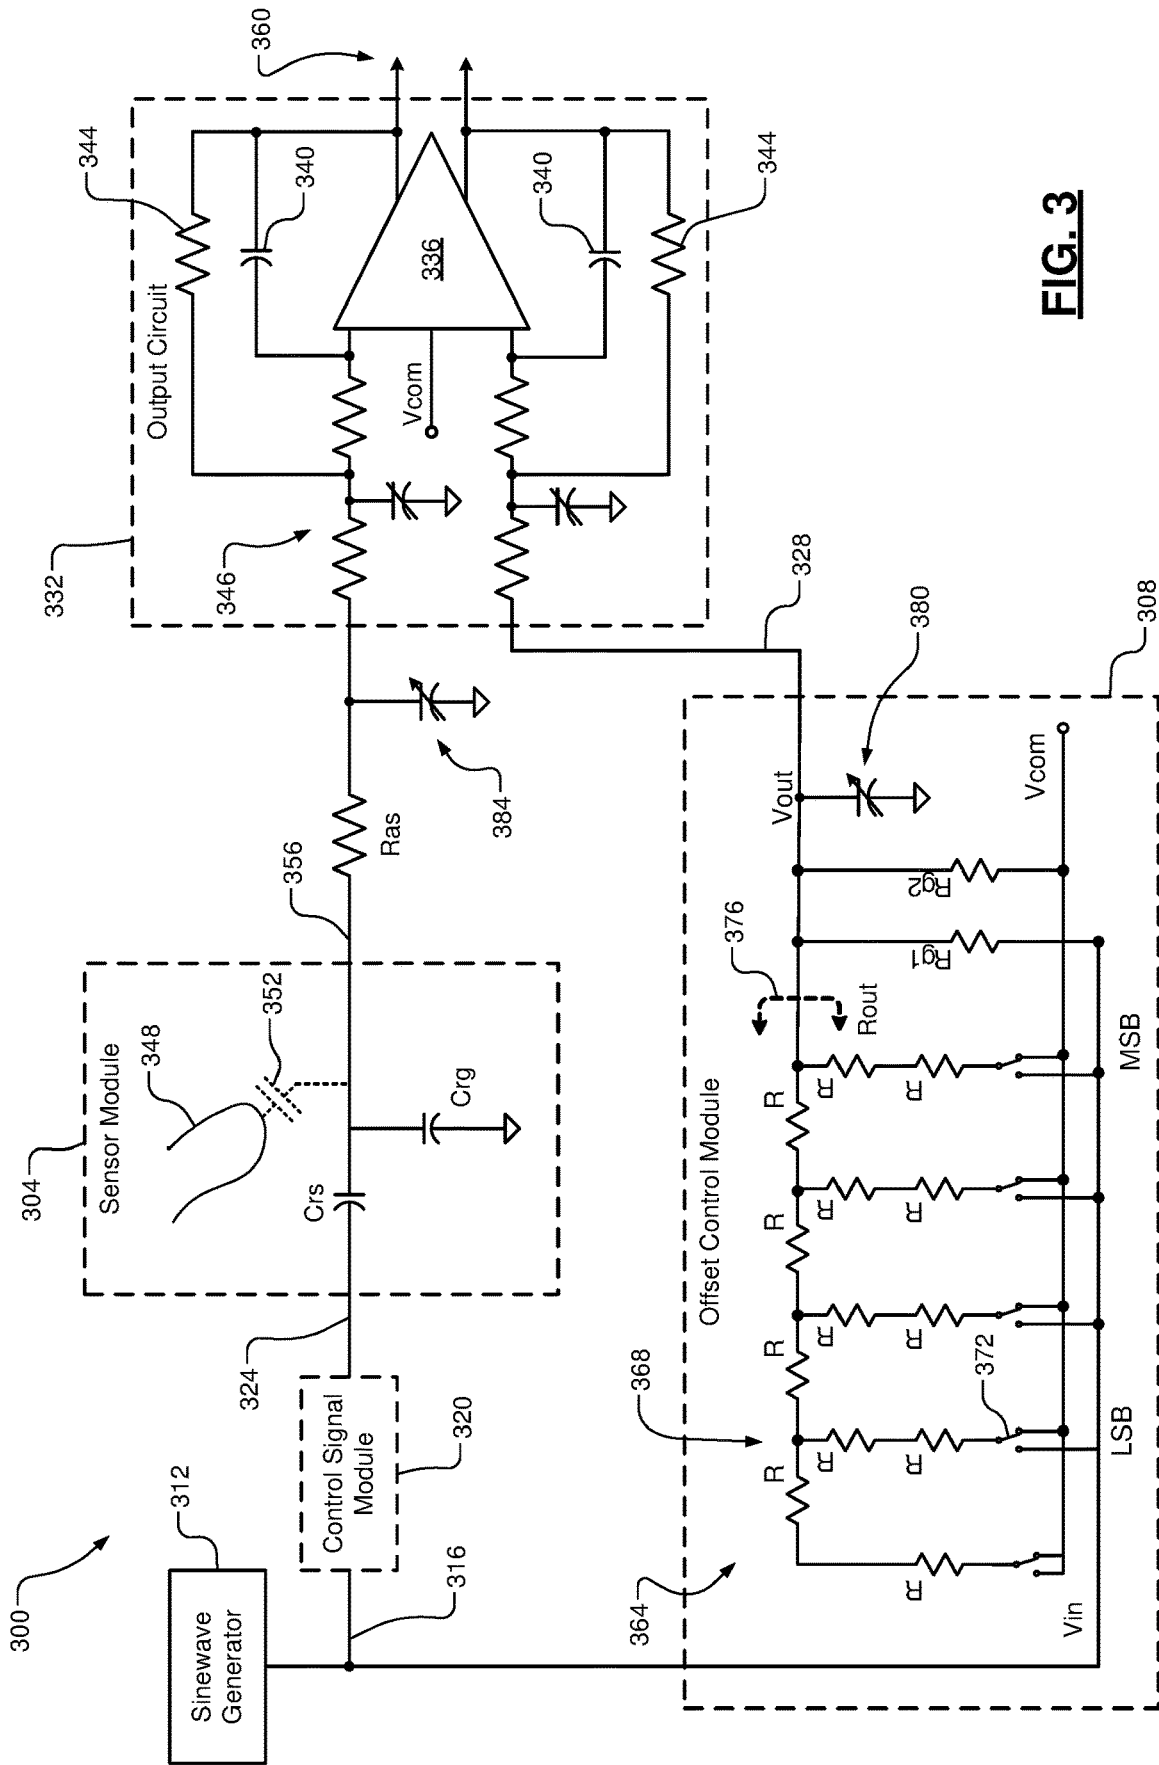 300
312
Sinewave
Generator
316
Control Signal
Module
320
324
304
Sensor Module
348
352
Crs
Crg
356
Ras
384
332
Output Circuit
346
344
340
Vcom
336
340
344
360
328
308
Offset Control Module
364
368
R
R
R
R
R
R
R
R
R
R
R
R
R
372
376
Rout
Rg1
Rg2
Vout
380
Vcom
Vin
LSB
MSB
FIG. 3